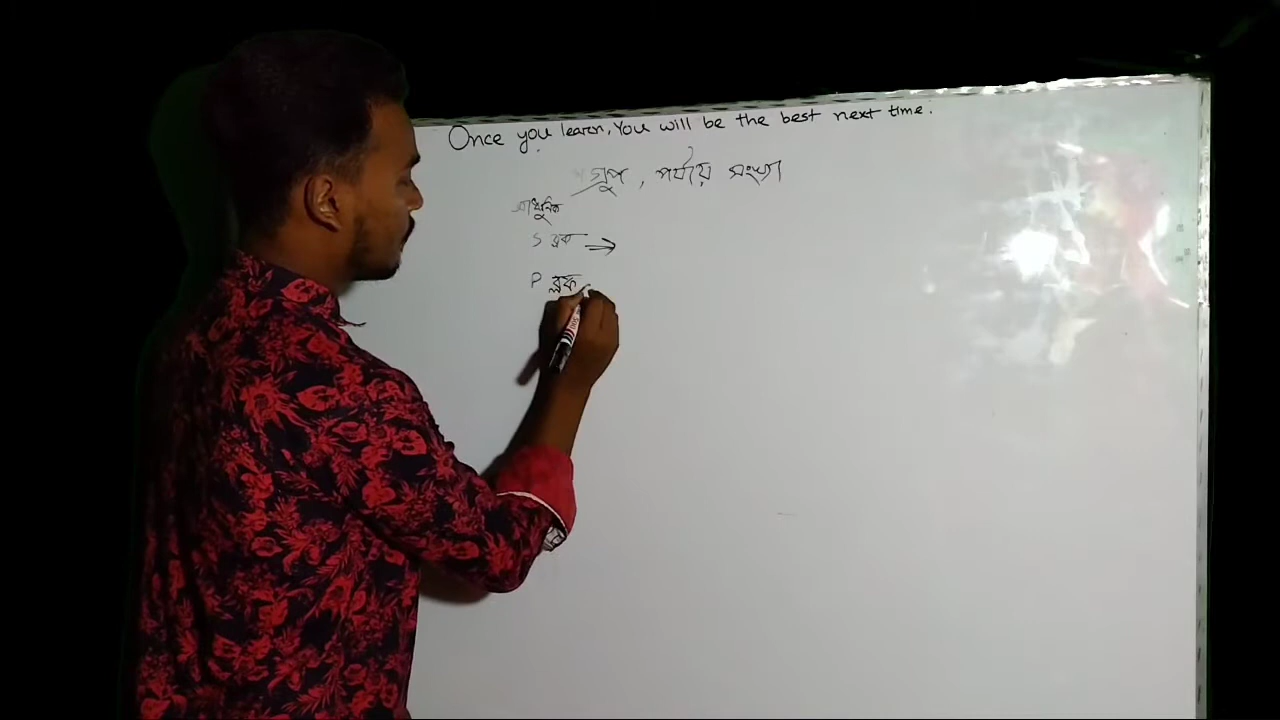 Once you learn, You will be the best next time.
গ্রুপ, পর্যায় সংখ্যা
আধুনিক
S ব্লক →
P ব্লক